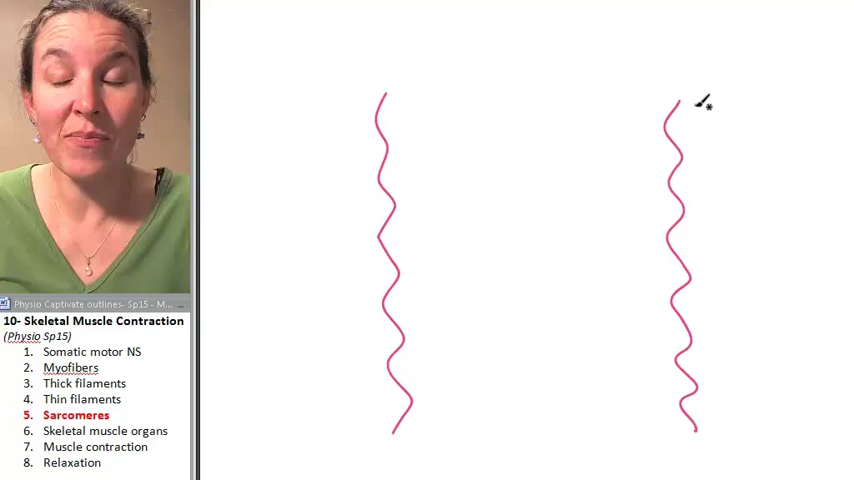 Physio Captivate outlines- Sp15 - M...
10- Skeletal Muscle Contraction
(Physio Sp15)
1. Somatic motor NS
2. Myofibers
3. Thick filaments
4. Thin filaments
5. Sarcomeres
6. Skeletal muscle organs
7. Muscle contraction
8. Relaxation